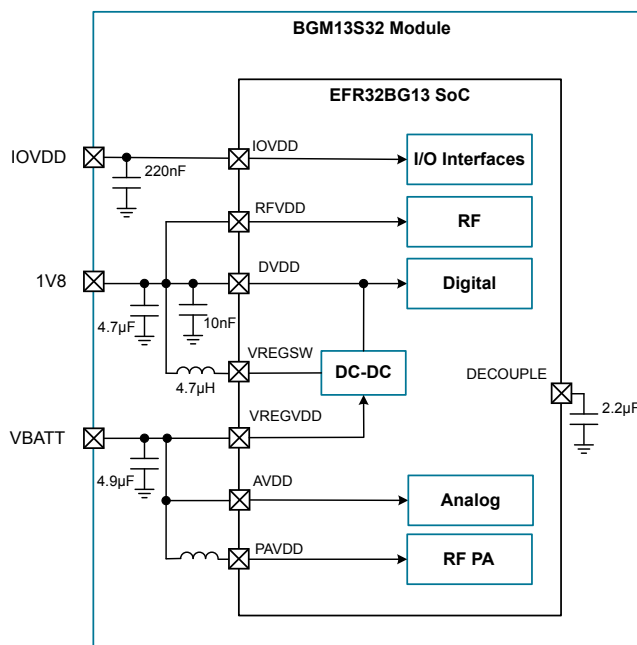 BGM13S32 Module
EFR32BG13 SoC
IOVDD
220nF
IOVDD
I/O Interfaces
RFVDD
RF
1V8
4.7µF
10nF
DVDD
Digital
4.7µH
VREGSW
DC-DC
DECOUPLE
2.2µF
VBATT
4.9µF
VREGVDD
AVDD
Analog
PAVDD
RF PA